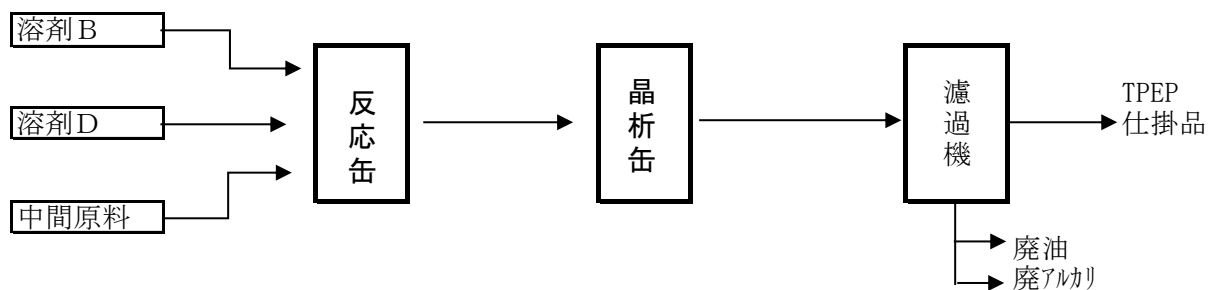 溶剤Ｂ
溶剤Ｄ
中間原料
反応缶
晶析缶
濾過機
TPEP
仕掛品
廃油
廃ｱﾙｶﾘ